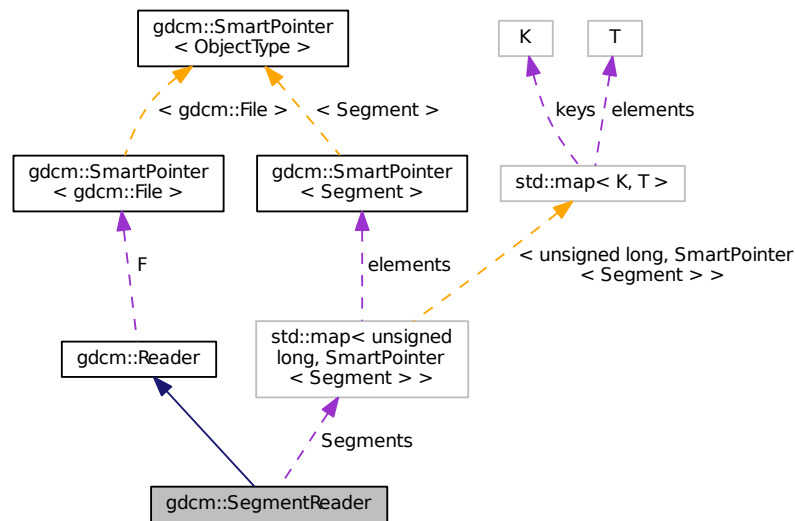 gdcm::SmartPointer
< ObjectType >
K
T
< gdcm::File >
< Segment >
keys
elements
gdcm::SmartPointer
< gdcm::File >
gdcm::SmartPointer
< Segment >
std::map< K, T >
F
elements
< unsigned long, SmartPointer
< Segment > >
gdcm::Reader
std::map< unsigned
long, SmartPointer
< Segment > >
Segments
gdcm::SegmentReader